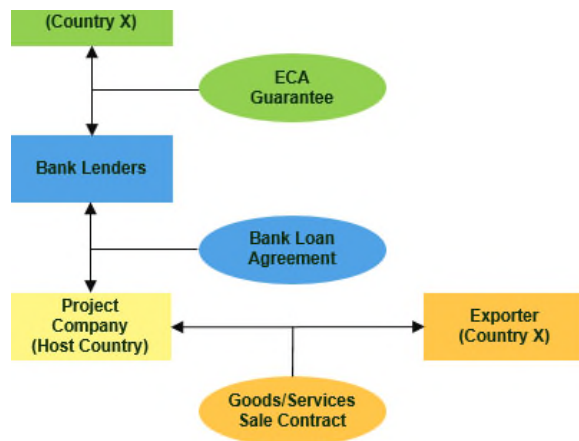 (Country X)
ECA
Guarantee
Bank Lenders
Bank Loan
Agreement
Project
Company
(Host Country)
Exporter
(Country X)
Goods/Services
Sale Contract